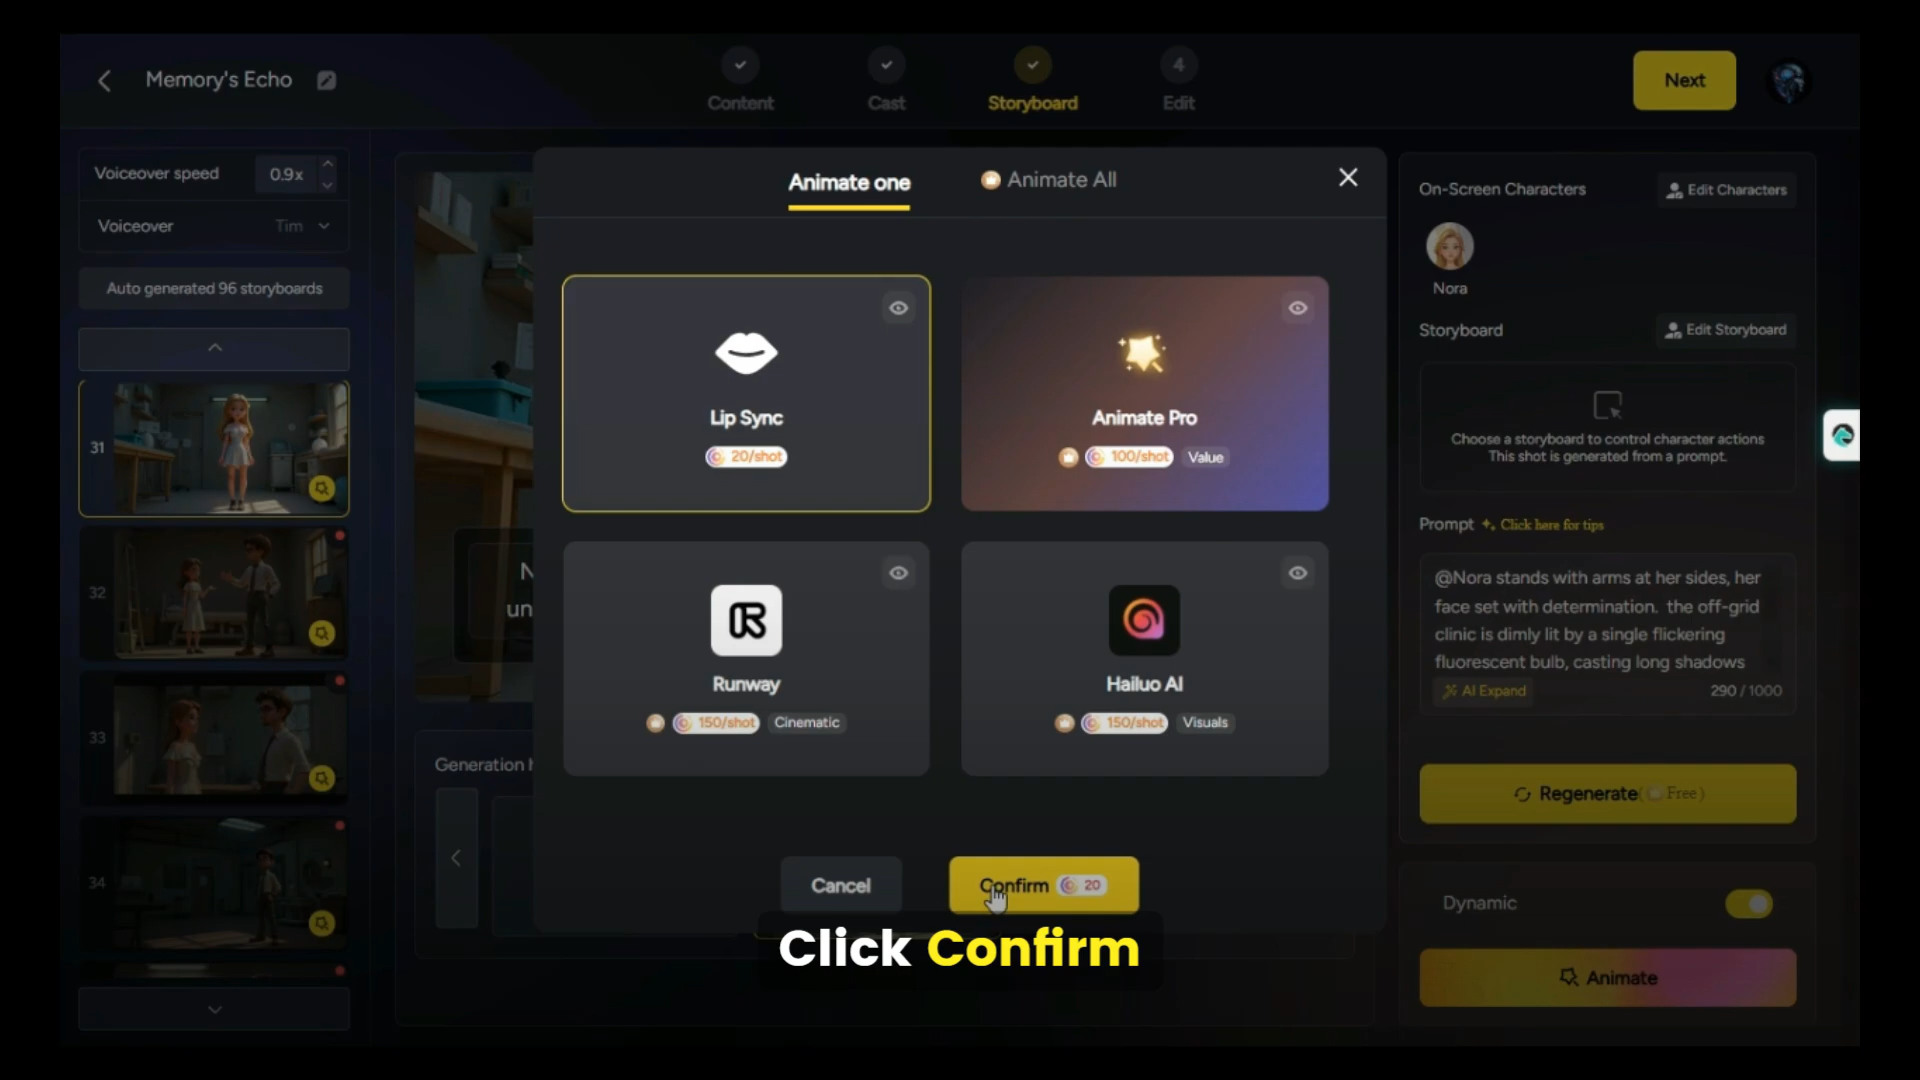 Memory's Echo
Content
Cast
Storyboard
4
Edit
Next
Voiceover speed
0.9x
Voiceover
Tim
Auto generated 96 storyboards
31
32
33
34
Animate one
Animate All
Lip Sync
20/shot
Animate Pro
100/shot
Value
Runway
150/shot
Cinematic
Hailuo AI
150/shot
Visuals
N
un
Generation
Cancel
Confirm
20
Click Confirm
On-Screen Characters
Edit Characters
Nora
Storyboard
Edit Storyboard
Choose a storyboard to control character actions
This shot is generated from a prompt.
Prompt
Click here for tips
@Nora stands with arms at her sides, her
face set with determination. the off-grid
clinic is dimly lit by a single flickering
fluorescent bulb, casting long shadows
AI Expand
290 / 1000
Regenerate( Free )
Dynamic
Animate